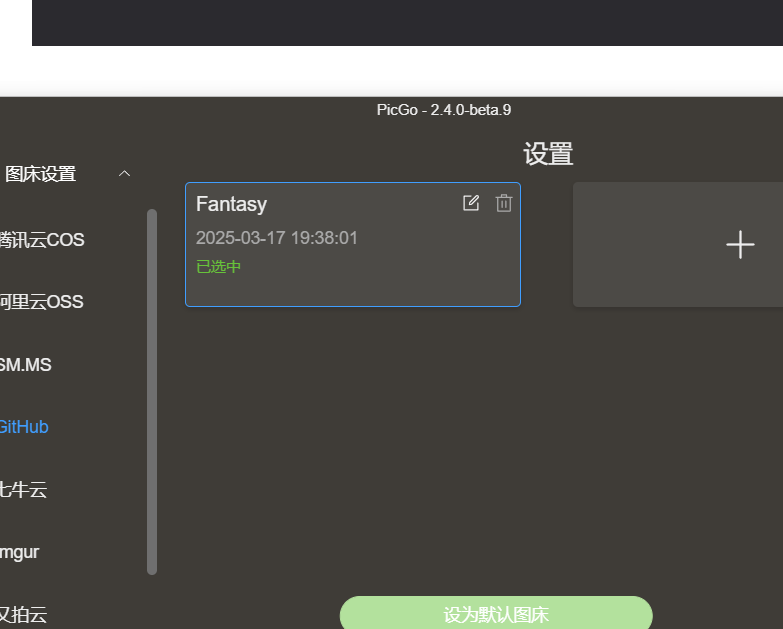 PicGo - 2.4.0-beta.9
图床设置
设置
Fantasy
2025-03-17 19:38:01
已选中
腾讯云COS
阿里云OSS
SM.MS
GitHub
七牛云
mgur
又拍云
设为默认图床